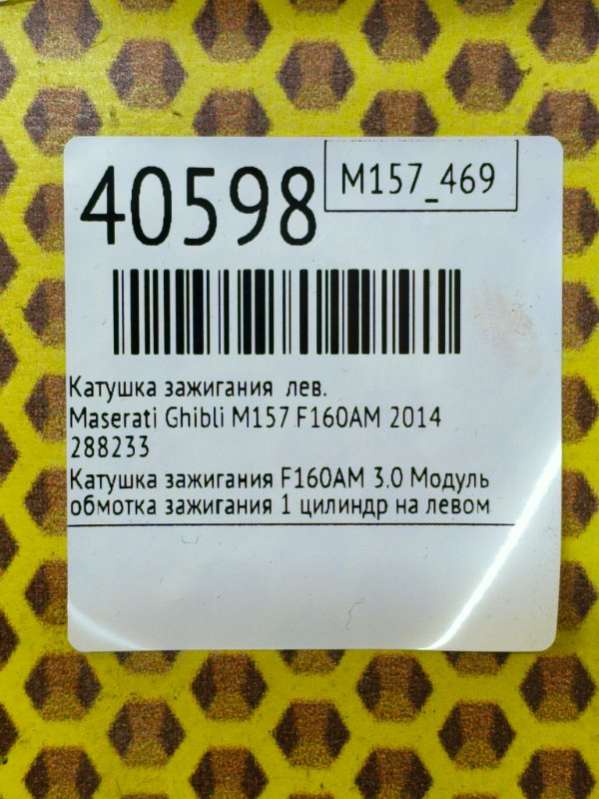 40598
M157_469
Катушка зажигания лев.
Maserati Ghibli M157 F160AM 2014
288233
Катушка зажигания F160AM 3.0 Модуль
обмотка зажигания 1 цилиндр на левом